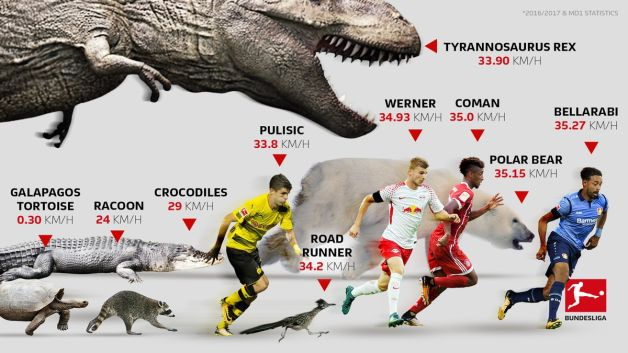 *2016/2017 & MD1 STATISTICS
TYRANNOSAURUS REX
33.90 KM/H
WERNER
34.93 KM/H
COMAN
35.0 KM/H
BELLARABI
35.27 KM/H
PULISIC
33.8 KM/H
POLAR BEAR
35.15 KM/H
GALAPAGOS
TORTOISE
0.30 KM/H
RACOON
24 KM/H
CROCODILES
29 KM/H
ROAD
RUNNER
34.2 KM/H
Red Bull
BUNDESLIGA